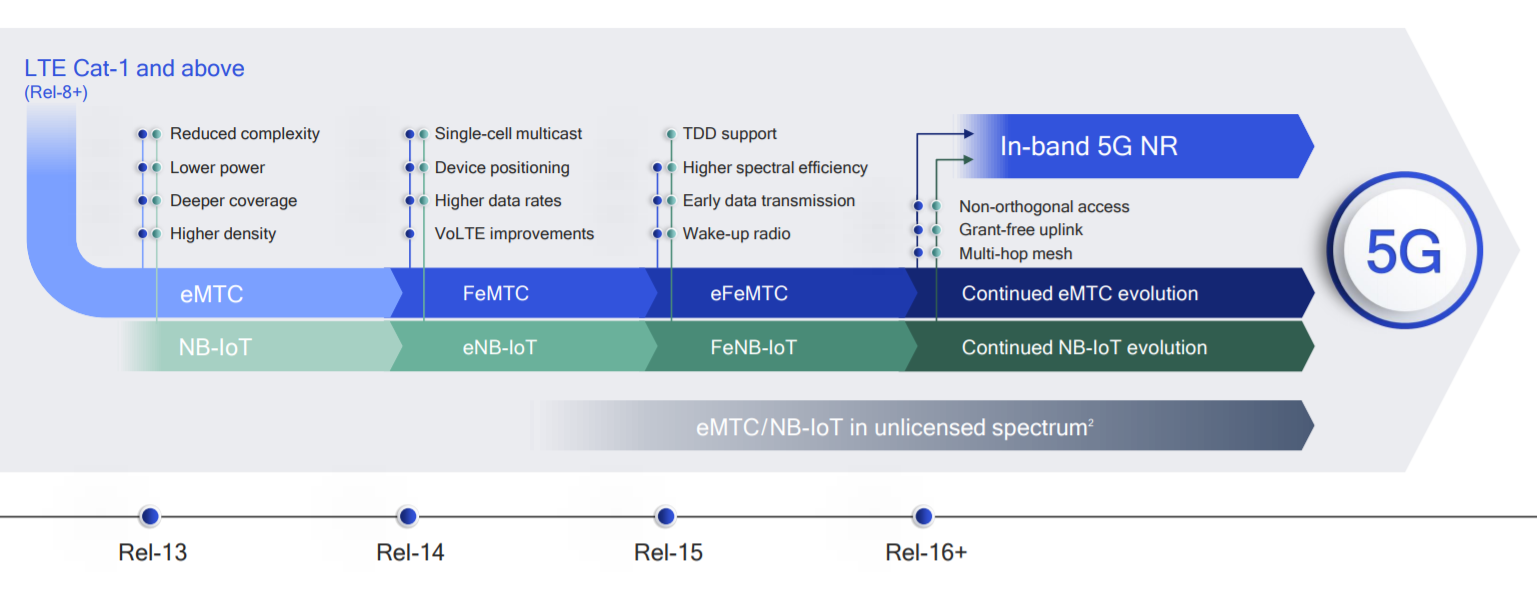 LTE Cat-1 and above
(Rel-8+)
Reduced complexity
Lower power
Deeper coverage
Higher density
Single-cell multicast
Device positioning
Higher data rates
VoLTE improvements
TDD support
Higher spectral efficiency
Early data transmission
Wake-up radio
In-band 5G NR
Non-orthogonal access
Grant-free uplink
Multi-hop mesh
5G
eMTC
FeMTC
eFeMTC
Continued eMTC evolution
NB-IoT
eNB-IoT
FeNB-IoT
Continued NB-IoT evolution
eMTC/NB-IoT in unlicensed spectrum²
Rel-13
Rel-14
Rel-15
Rel-16+